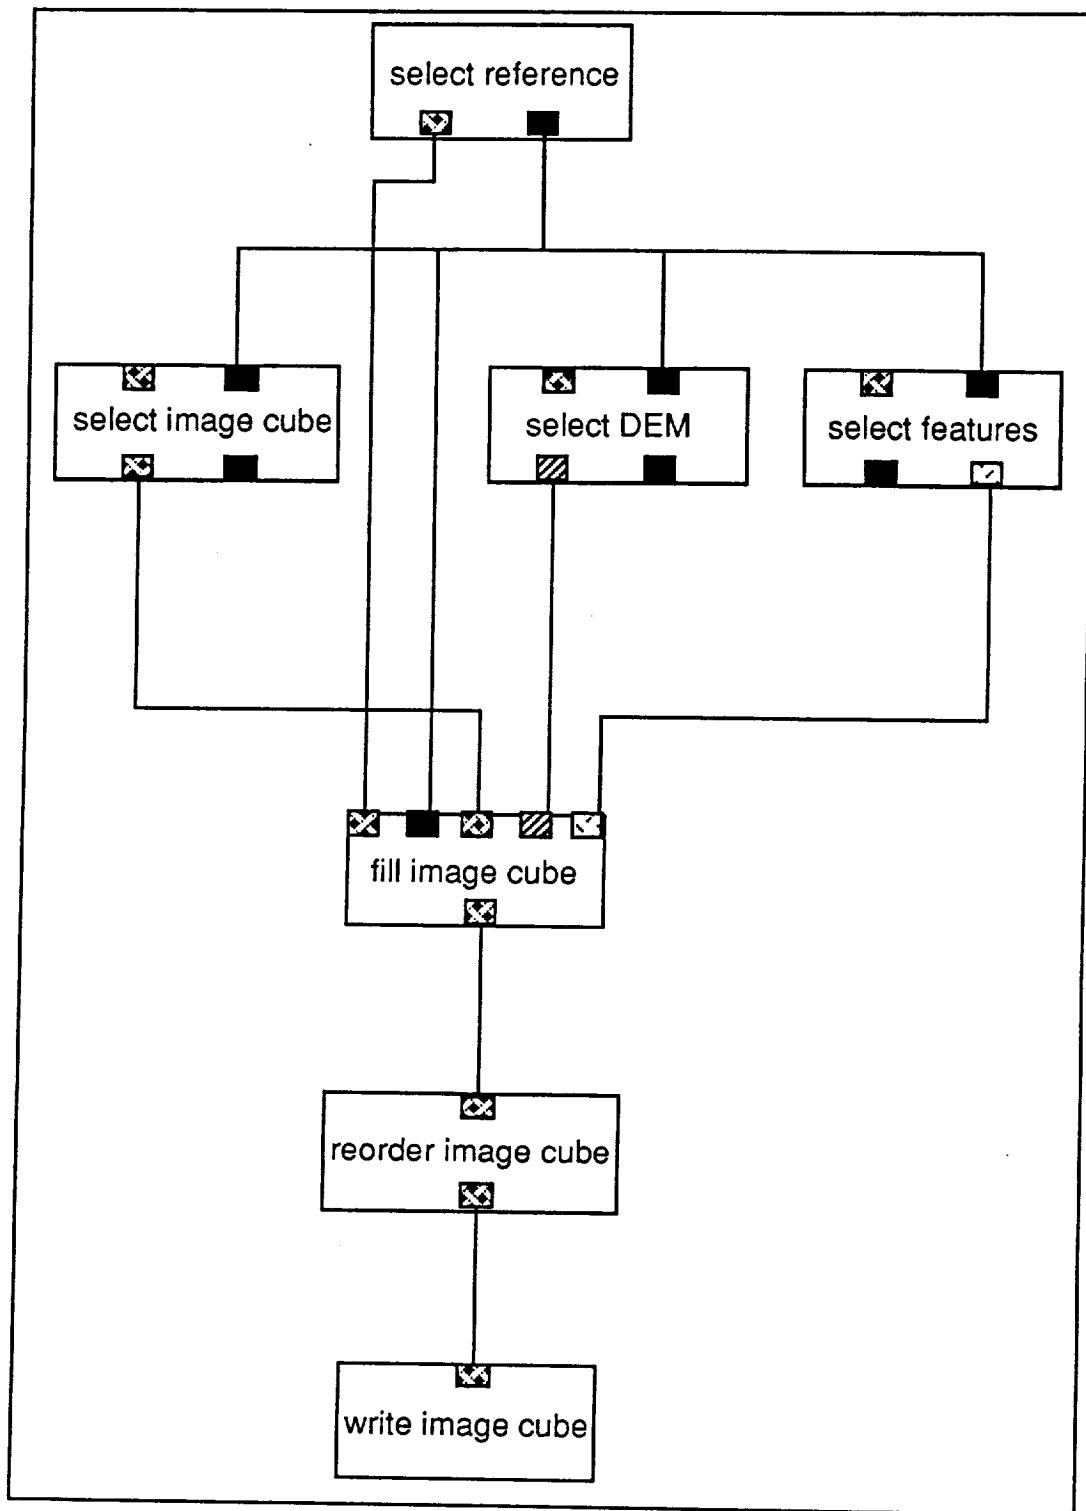 select reference
select image cube
select DEM
select features
fill image cube
reorder image cube
write image cube